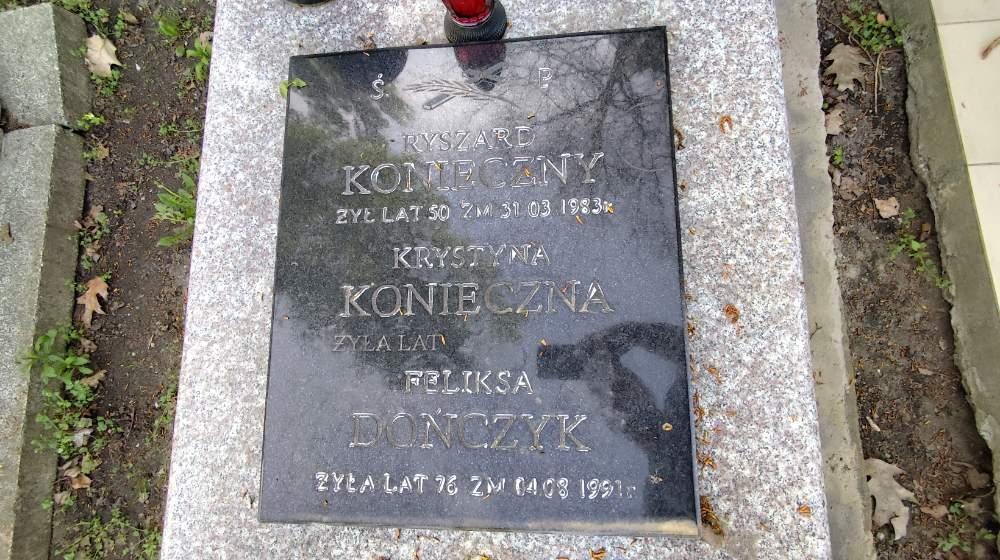 Ś. P.
RYSZARD
KONIECZNY
ŻYŁ LAT 50 ZM 31 03 1983r
KRYSTYNA
KONIECZNA
ŻYŁA LAT
FELIKSA
DOŃCZYK
ŻYŁA LAT 76 ZM 04 08 1991r